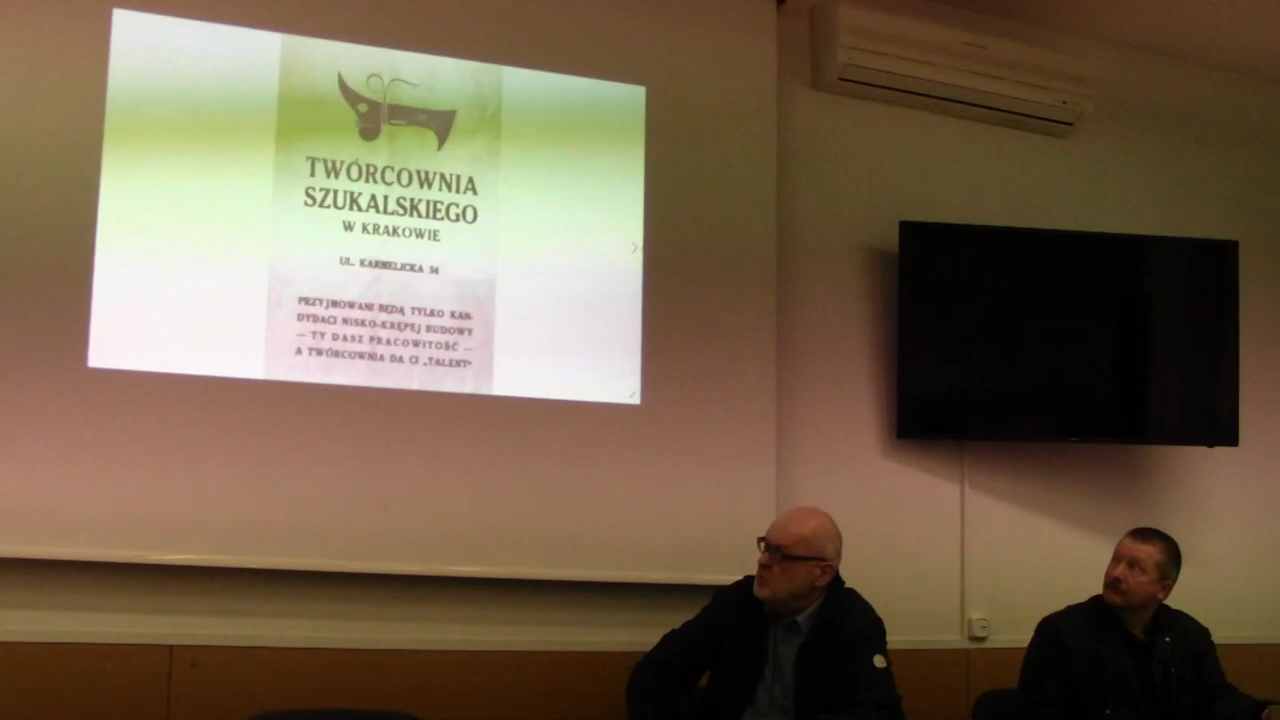 TWÓRCOWNIA
SZUKALSKIEGO
W KRAKOWIE
UL. KARMELICKA 34
PRZYJMOWANI BĘDĄ TYLKO KAN-
DYDACI NISKO-KRĘPEJ BUDOWY
— TY DASZ PRACOWITOŚĆ —
A TWÓRCOWNIA DA CI „TALENT"